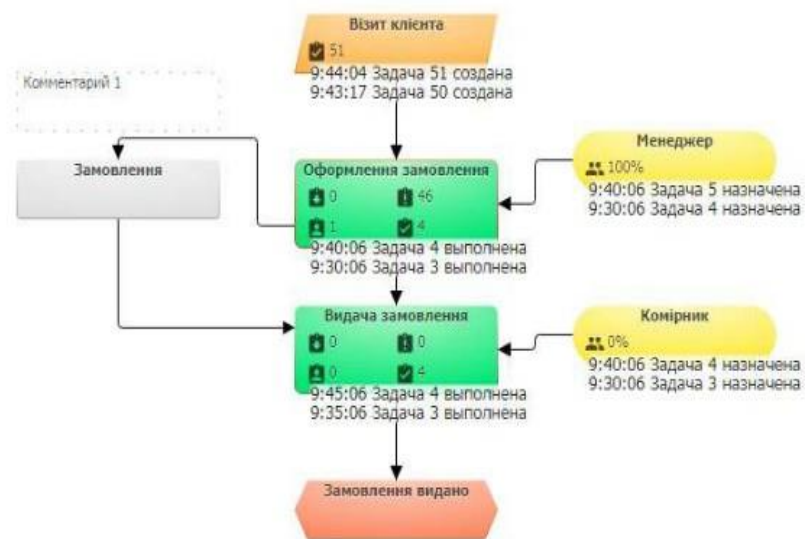 Візит клієнта
51
9:44:04 Задача 51 создана
9:43:17 Задача 50 создана
Комментарий 1
Замовлення
Оформлення замовлення
0 46
1 4
9:40:06 Задача 4 выполнена
9:30:06 Задача 3 выполнена
Менеджер
100%
9:40:06 Задача 5 назначена
9:30:06 Задача 4 назначена
Видача замовлення
0 0
0 4
9:45:06 Задача 4 выполнена
9:35:06 Задача 3 выполнена
Комірник
0%
9:40:06 Задача 4 назначена
9:30:06 Задача 3 назначена
Замовлення видано